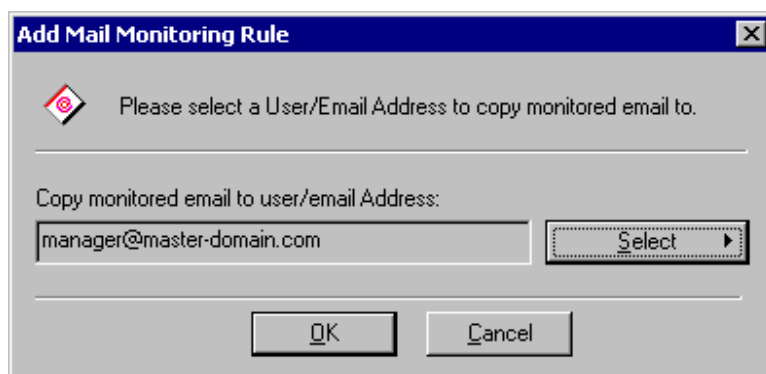 Add Mail Monitoring Rule
Please select a User/Email Address to copy monitored email to.
Copy monitored email to user/email Address:
manager@master-domain.com
Select
OK
Cancel